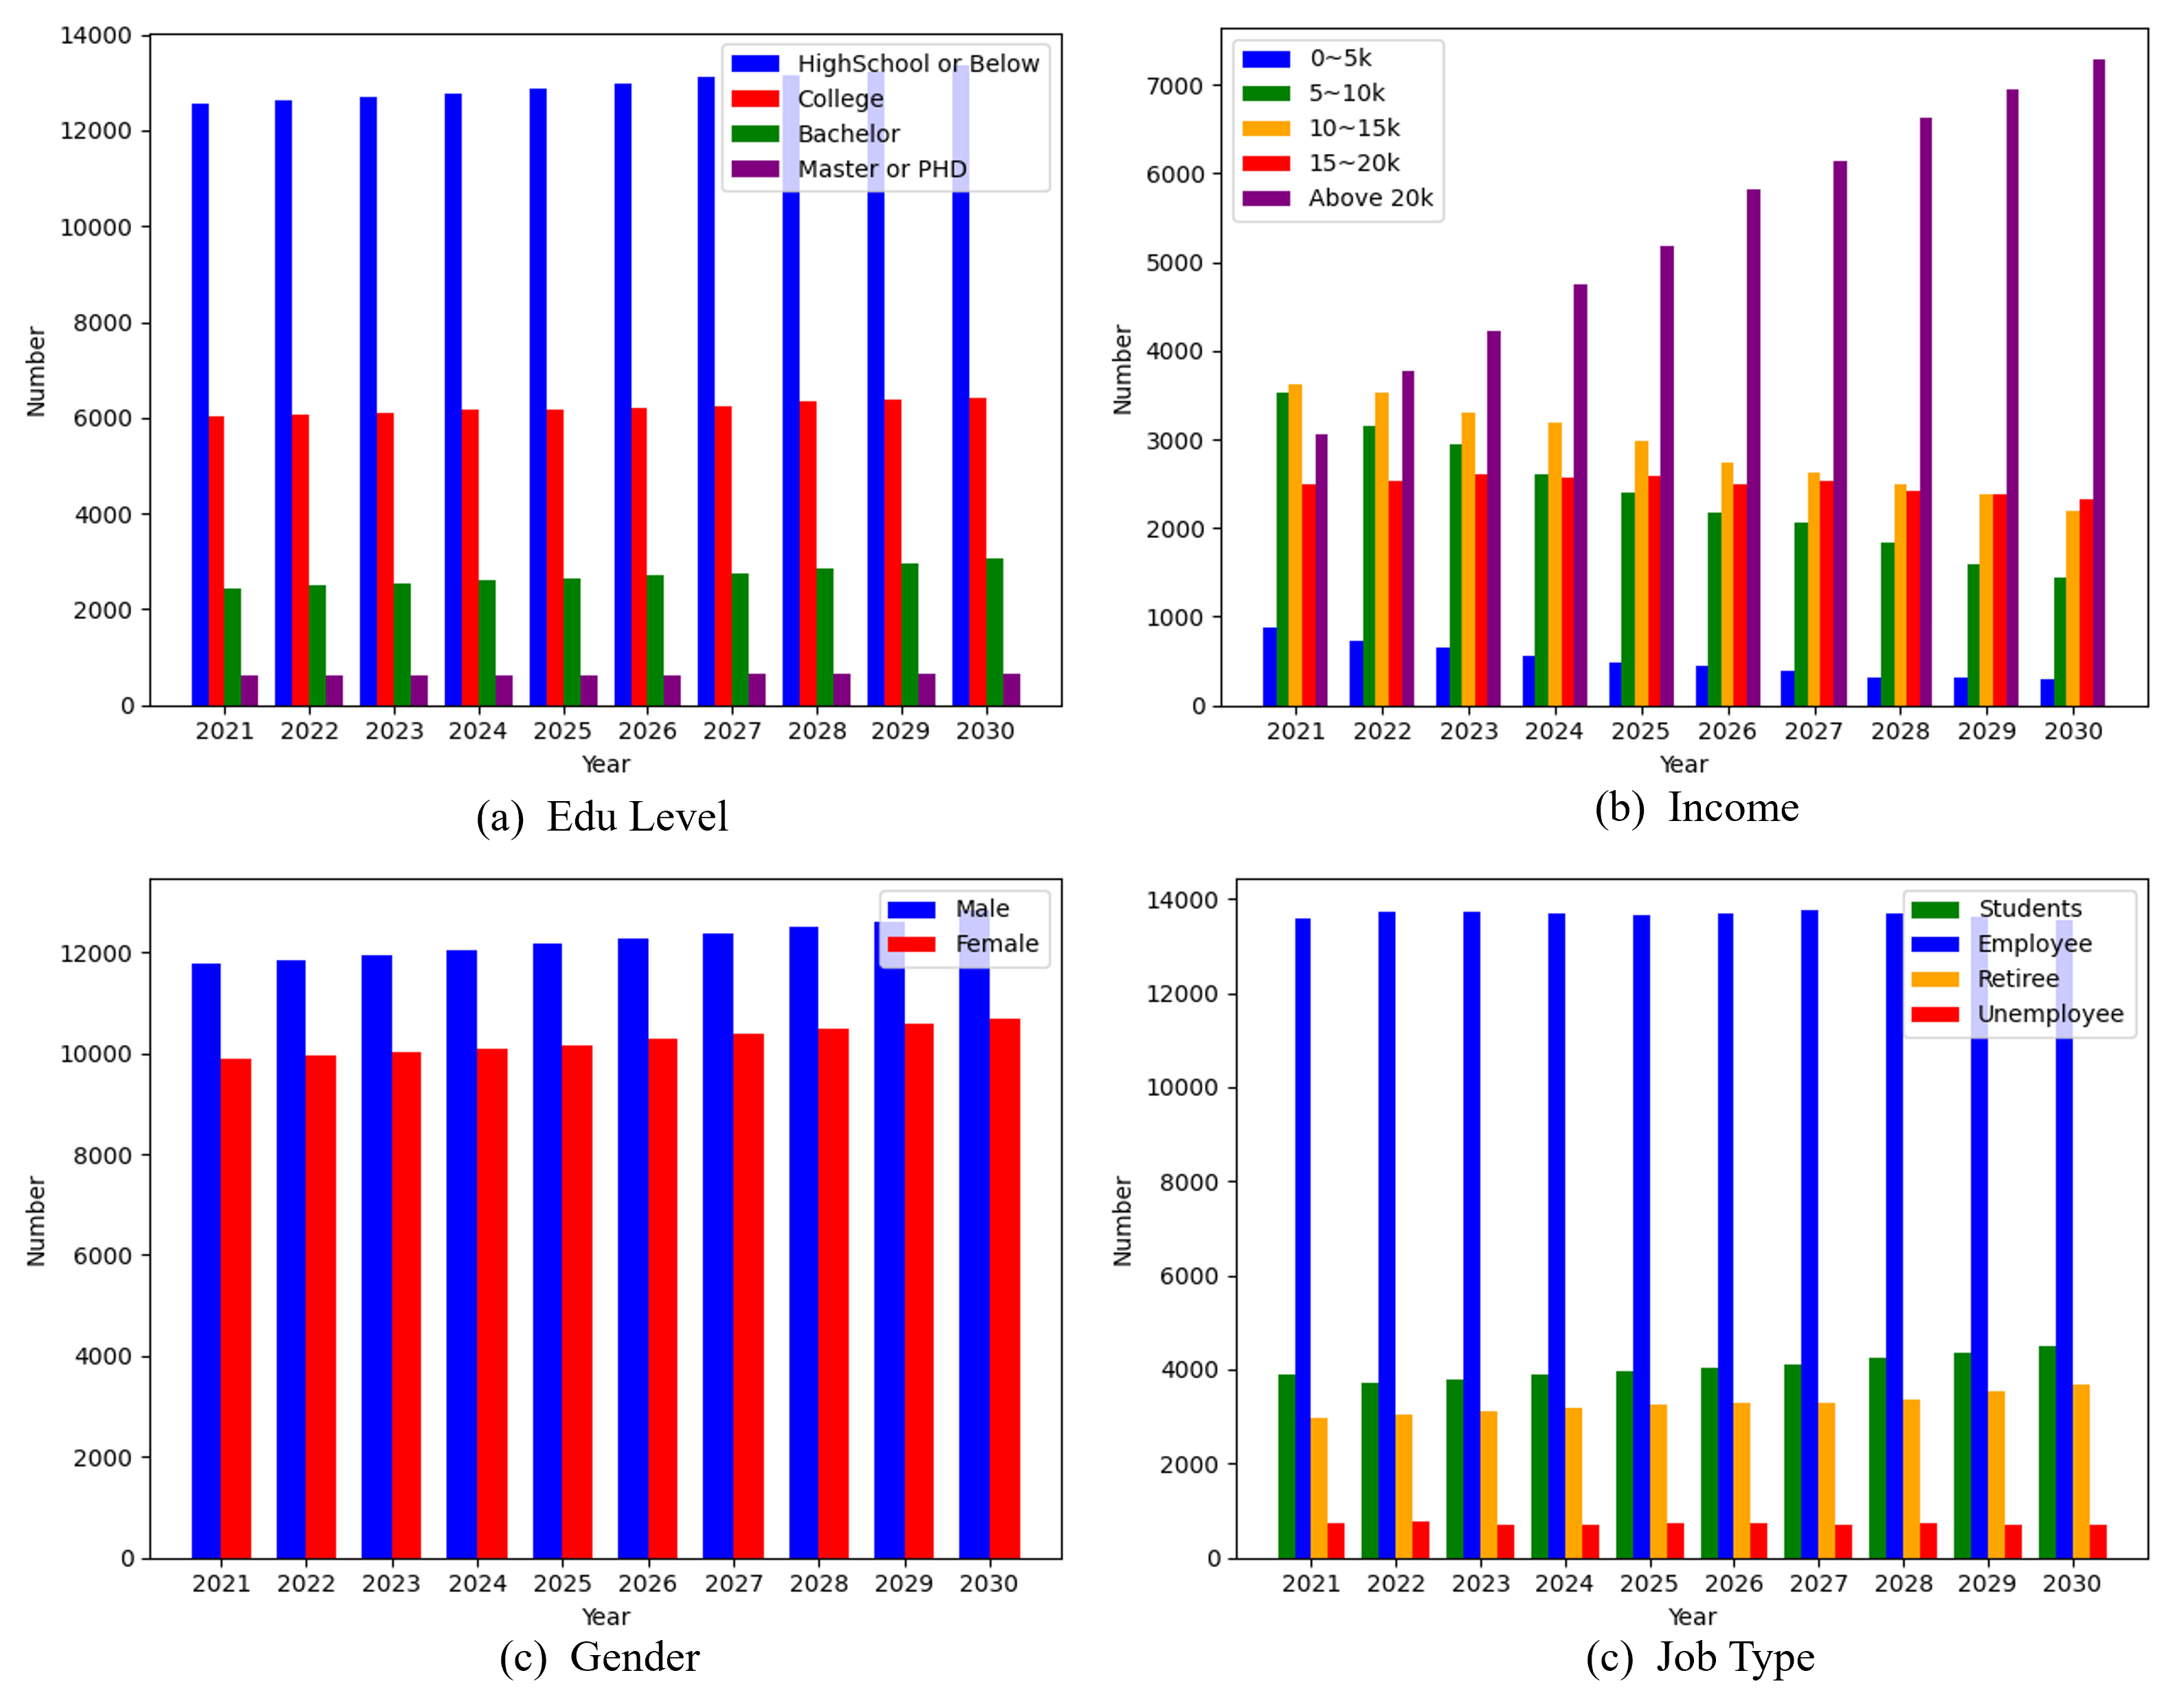 14000
12000
10000
8000
6000
4000
2000
0
Number
HighSchool or Below
College
Bachelor
Master or PHD
2021 2022 2023 2024 2025 2026 2027 2028 2029 2030
Year
(a) Edu Level
7000
6000
5000
4000
3000
2000
1000
0
Number
0~5k
5~10k
10~15k
15~20k
Above 20k
2021 2022 2023 2024 2025 2026 2027 2028 2029 2030
Year
(b) Income
12000
10000
8000
6000
4000
2000
0
Number
Male
Female
2021 2022 2023 2024 2025 2026 2027 2028 2029 2030
Year
(c) Gender
14000
12000
10000
8000
6000
4000
2000
0
Number
Students
Employee
Retiree
Unemployee
2021 2022 2023 2024 2025 2026 2027 2028 2029 2030
Year
(c) Job Type